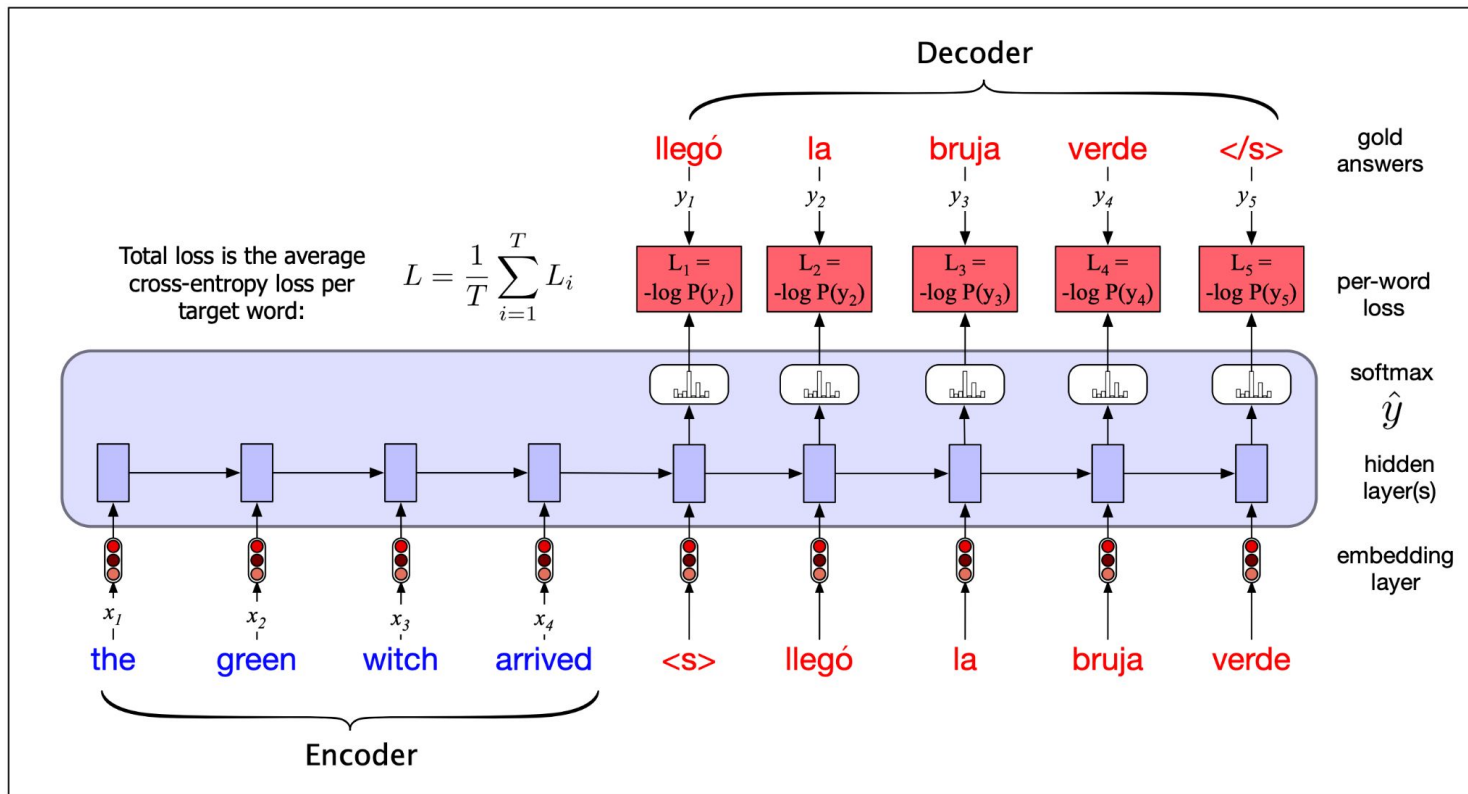 Decoder
llegó la bruja verde </s> gold answers
y₁ y₂ y₃ y₄ y₅
Total loss is the average
cross-entropy loss per
target word:
L = 1/T ∑ᵢ₌₁ᵀ Lᵢ
L₁ = -log P(y₁)
L₂ = -log P(y₂)
L₃ = -log P(y₃)
L₄ = -log P(y₄)
L₅ = -log P(y₅)
per-word
loss
softmax
ŷ
hidden
layer(s)
embedding
layer
x₁ x₂ x₃ x₄
the green witch arrived <s> llegó la bruja verde
Encoder